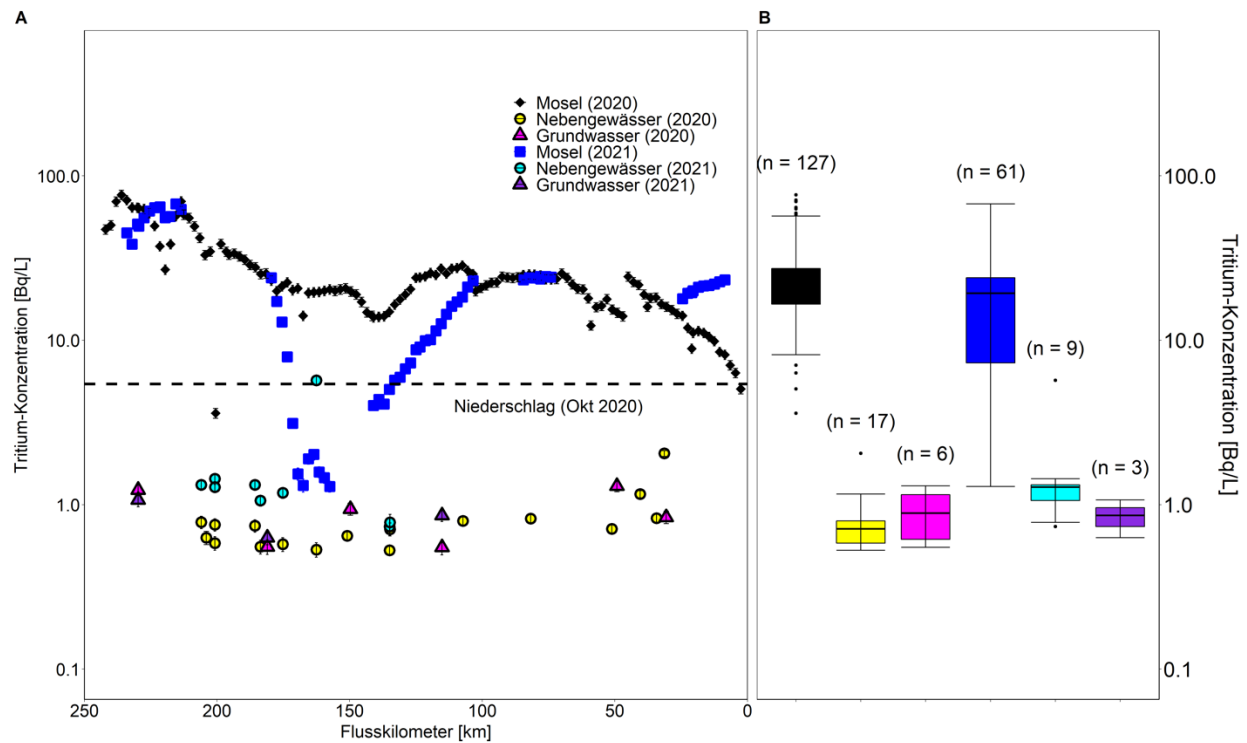 A
B
Tritium-Konzentration [Bq/L]
100.0
10.0
1.0
0.1
Mosel (2020)
Nebengewässer (2020)
Grundwasser (2020)
Mosel (2021)
Nebengewässer (2021)
Grundwasser (2021)
Niederschlag (Okt 2020)
250
200
150
100
50
0
Flusskilometer [km]
(n = 127)
(n = 17)
(n = 6)
(n = 61)
(n = 9)
(n = 3)
100.0
10.0
1.0
0.1
Tritium-Konzentration [Bq/L]